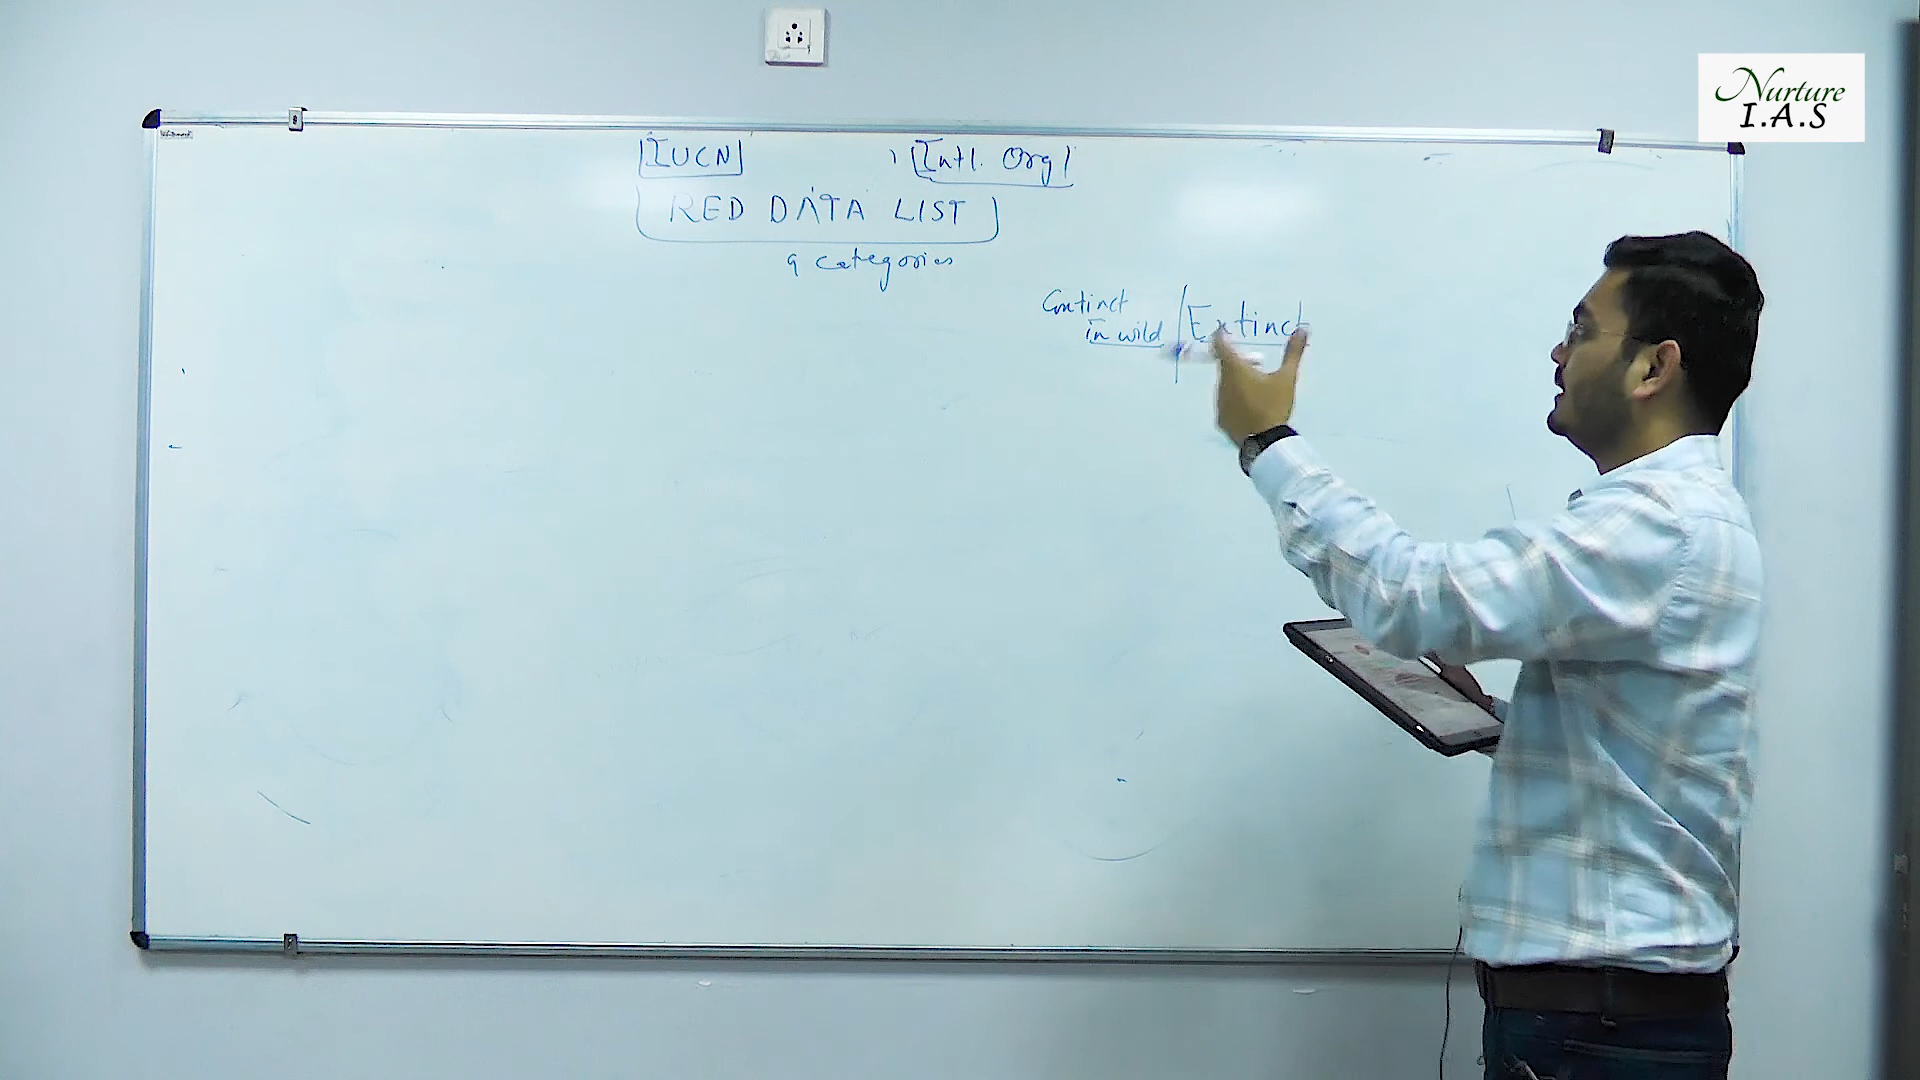 IUCN
Intl. Org
RED DATA LIST
9 categories
Extinct
In wild
Extinct
Nurture
I.A.S